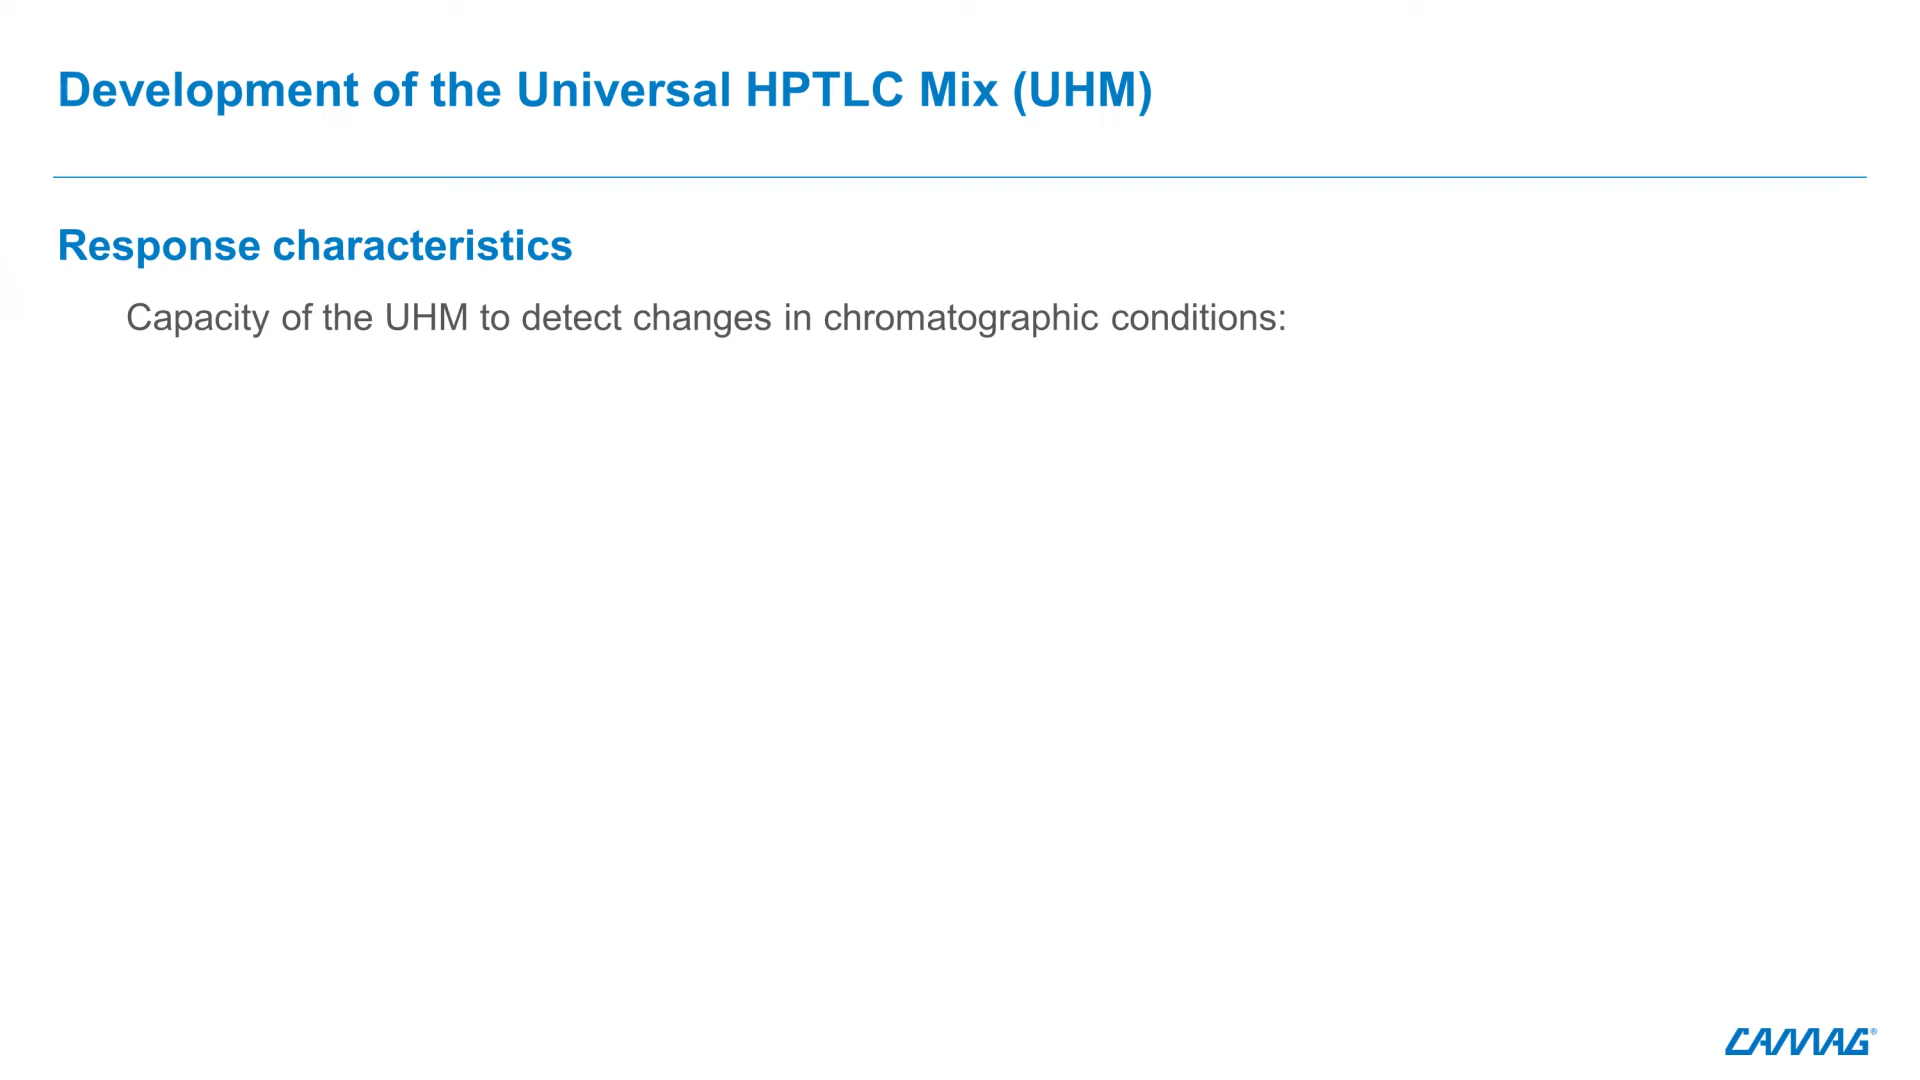 Development of the Universal HPTLC Mix (UHM)
Response characteristics
Capacity of the UHM to detect changes in chromatographic conditions:
CAMAG®